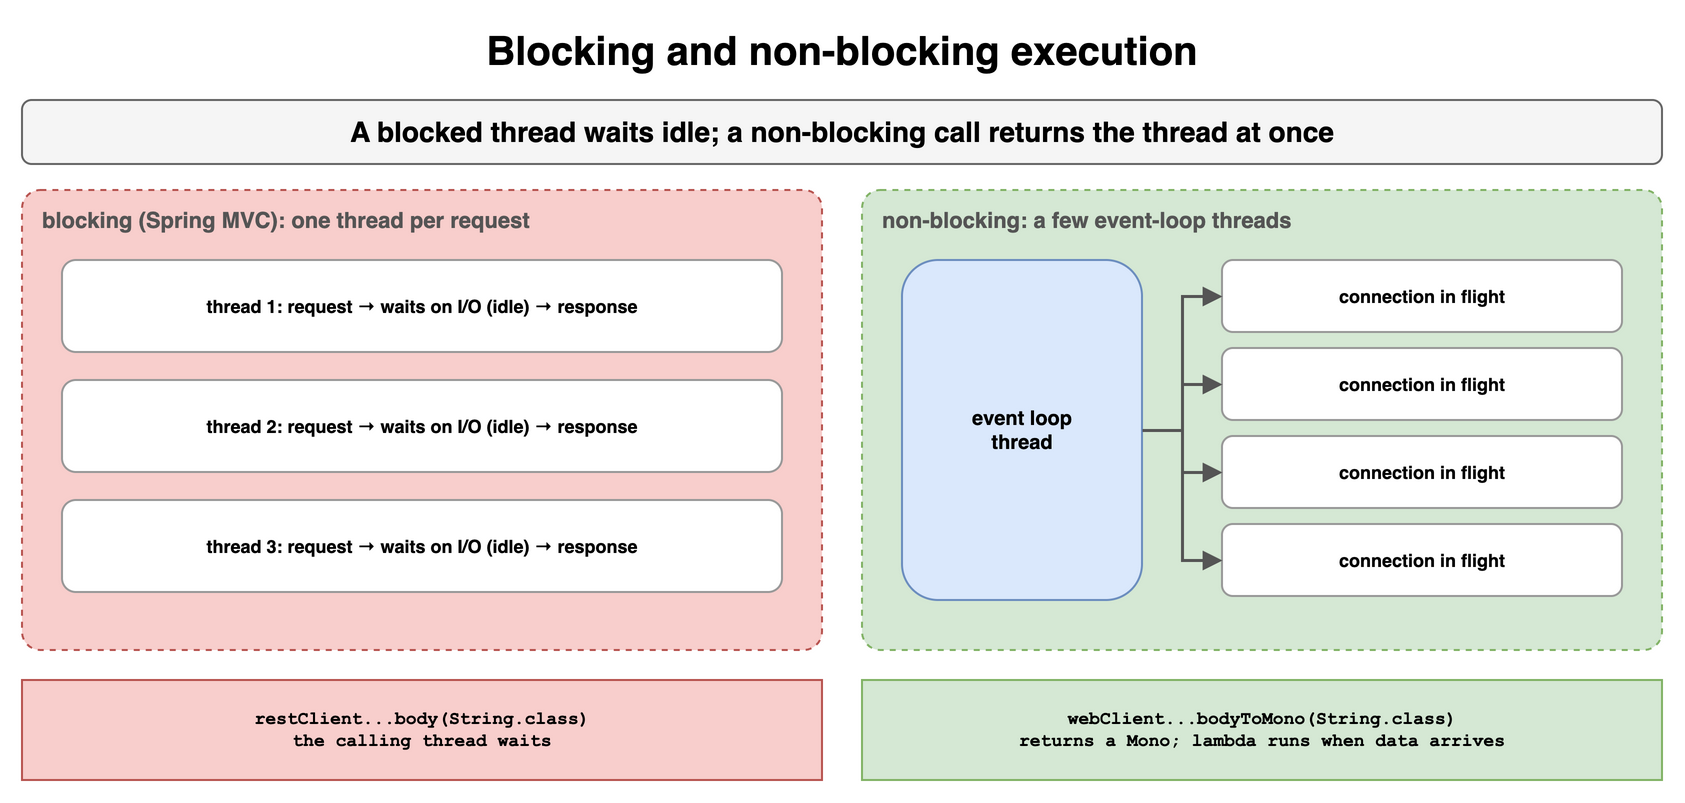 Blocking and non-blocking execution
A blocked thread waits idle; a non-blocking call returns the thread at once
blocking (Spring MVC): one thread per request
thread 1: request → waits on I/O (idle) → response
thread 2: request → waits on I/O (idle) → response
thread 3: request → waits on I/O (idle) → response
restClient...body(String.class)
the calling thread waits
non-blocking: a few event-loop threads
event loop
thread
connection in flight
connection in flight
connection in flight
connection in flight
webClient...bodyToMono(String.class)
returns a Mono; lambda runs when data arrives